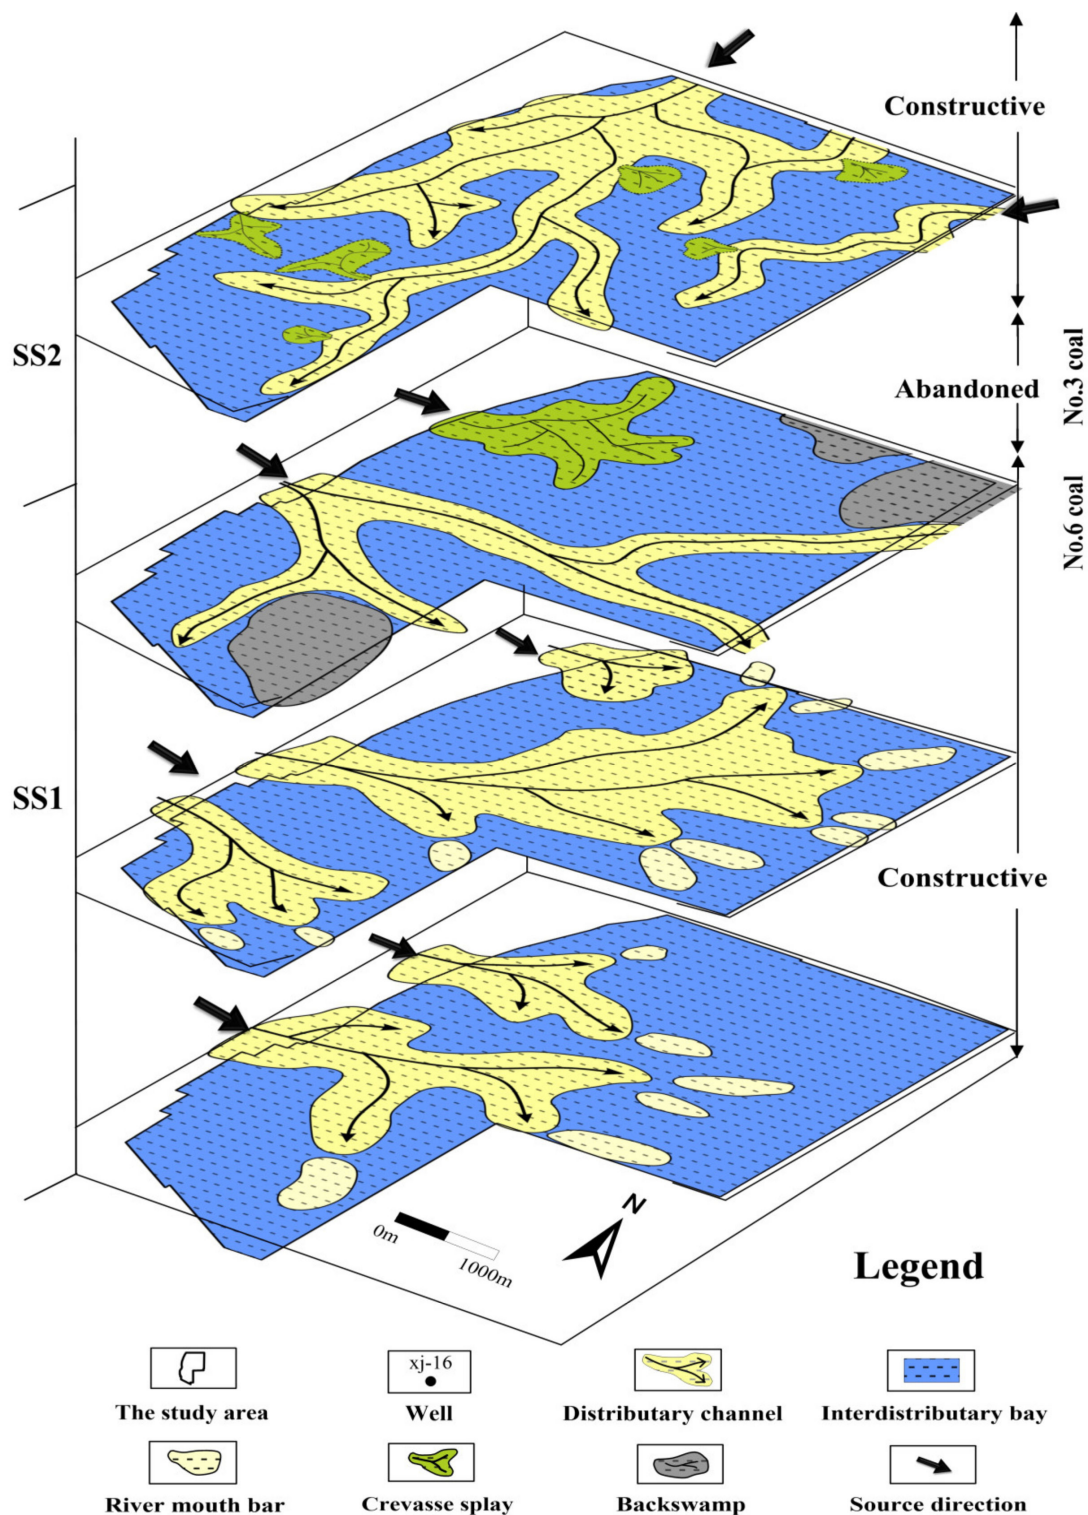 Constructive
SS2
Abandoned
No.3 coal
No.6 coal
SS1
Constructive
N
0m
1000m
Legend
xj-16
The study area
Well
Distributary channel
Interdistributary bay
River mouth bar
Crevasse splay
Backswamp
Source direction